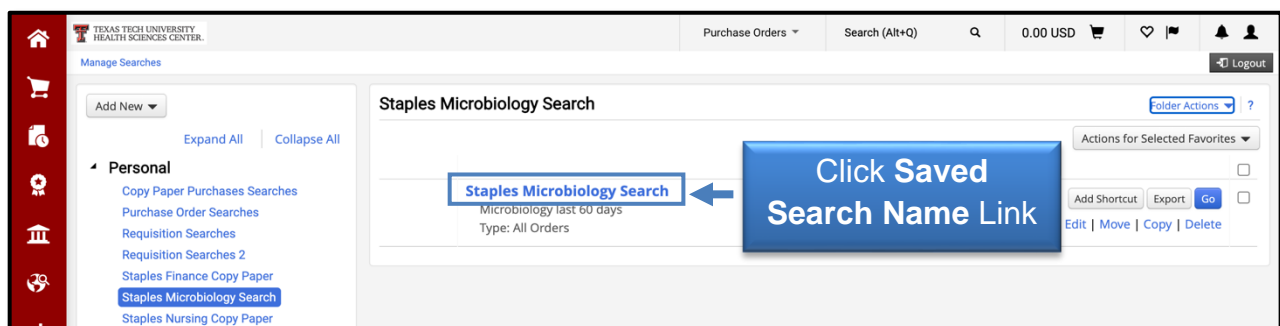 TEXAS TECH UNIVERSITY
HEALTH SCIENCES CENTER.
Purchase Orders
Search (Alt+Q)
0.00 USD
Manage Searches
Logout
Add New
Expand All
Collapse All
Personal
Copy Paper Purchases Searches
Purchase Order Searches
Requisition Searches
Requisition Searches 2
Staples Finance Copy Paper
Staples Microbiology Search
Staples Nursing Copy Paper
Staples Microbiology Search
Folder Actions
?
Actions for Selected Favorites
Staples Microbiology Search
Microbiology last 60 days
Type: All Orders
Click Saved
Search Name Link
Add Shortcut
Export
Go
Edit | Move | Copy | Delete